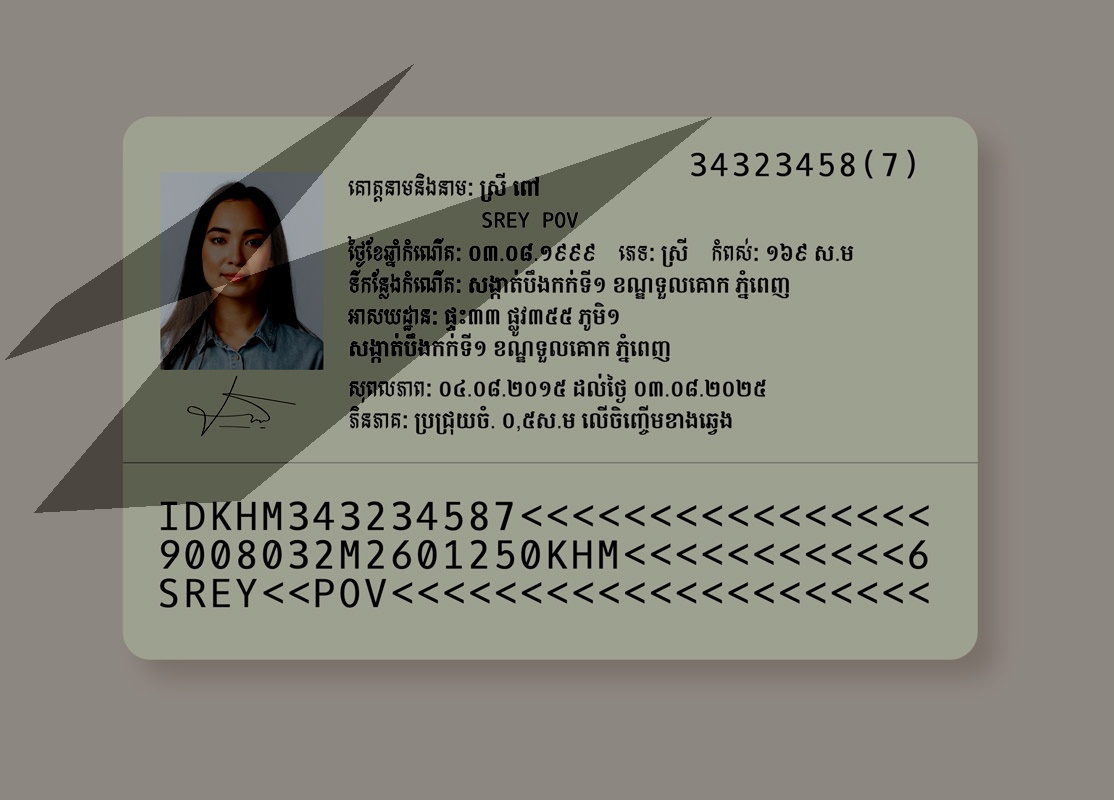 34323458(7)
គោត្តនាមនិងនាម: ស្រី ពៅ
SREY POV
ថ្ងៃខែឆ្នាំកំណើត: ០៣.០៨.១៩៩៩ ភេទ: ស្រី កំពស់: ១៦៩ ស.ម
ទីកន្លែងកំណើត: សង្កាត់បឹងកក់ទី១ ខណ្ឌទួលគោក ភ្នំពេញ
អាសយដ្ឋាន: ផ្ទះ៣៣ ផ្លូវ៣៥៥ ភូមិ១
សង្កាត់បឹងកក់ទី១ ខណ្ឌទួលគោក ភ្នំពេញ
សុពលភាព: ០៤.០៨.២០១៥ ដល់ថ្ងៃ ០៣.០៨.២០២៥
ភិនភាគ: ប្រជ្រុយចំ. ០,៥ស.ម លើចិញ្ចើមខាងឆ្វេង
IDKHM343234587<<<<<<<<<<<<<<<<
9008032M2601250KHM<<<<<<<<<<<6
SREY<<POV<<<<<<<<<<<<<<<<<<<<<